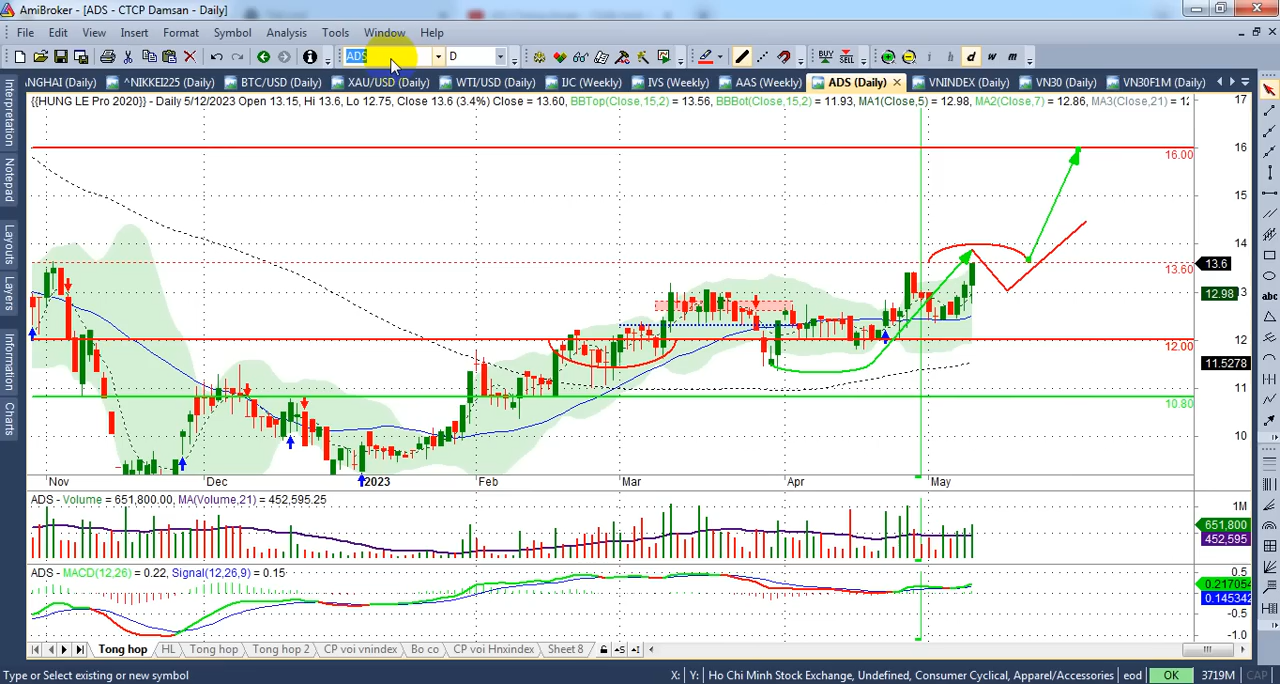 AmiBroker - [ADS - CTCP Damsan - Daily]
File Edit View Insert Format Symbol Analysis Tools Window Help
ADS D i h d w m
BUY SELL
NGHAI (Daily) ^NIKKEI225 (Daily) BTC/USD (Daily) XAU/USD (Daily) WTI/USD (Daily) IJC (Weekly) IVS (Weekly) AAS (Weekly) ADS (Daily) VNINDEX (Daily) VN30 (Daily) VN30F1M (Daily)
{{HUNG LE Pro 2020}} - Daily 5/12/2023 Open 13.15, Hi 13.6, Lo 12.75, Close 13.6 (3.4%) Close = 13.60, BBTop(Close,15,2) = 13.56, BBBot(Close,15,2) = 11.93, MA1(Close,5) = 12.98, MA2(Close,7) = 12.86, MA3(Close,21) = 12
Interpretation
Notepad
Layouts
Layers
Information
Charts
abc
17
16
16.00
15
14
13.6
13.60
12.98
13
12
12.00
11.5278
11
10.80
10
Nov Dec 2023 Feb Mar Apr May
ADS - Volume = 651,800.00, MA(Volume,21) = 452,595.25
1M
651,800
452,595
ADS - MACD(12,26) = 0.22, Signal(12,26,9) = 0.15
0.5
0.217054
0.145342
-0.5
-1.0
Tong hop HL Tong hop Tong hop 2 CP voi vnindex Bo co CP voi Hnxindex Sheet 8
Type or Select existing or new symbol X: Y: Ho Chi Minh Stock Exchange, Undefined, Consumer Cyclical, Apparel/Accessories eod OK 3719M CAP